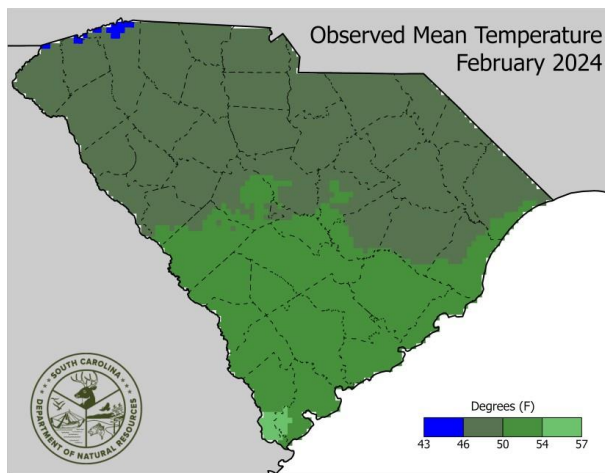 Observed Mean Temperature
February 2024
SOUTH CAROLINA
DEPARTMENT OF NATURAL RESOURCES
Degrees (F)
43 46 50 54 57